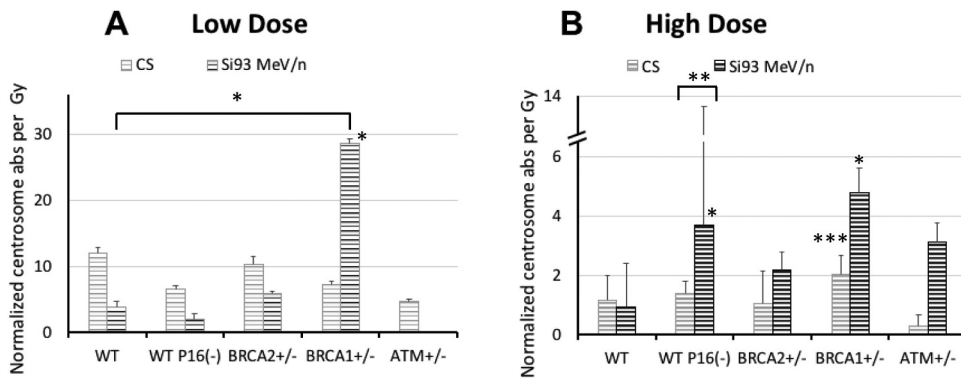 A Low Dose
CS Si93 MeV/n
Normalized centrosome abs per Gy
30
20
10
0
*
*
WT WT P16(-) BRCA2+/- BRCA1+/- ATM+/-
B High Dose
CS Si93 MeV/n
Normalized centrosome abs per Gy
14
6
4
2
0
**
*
***
*
WT WT P16(-) BRCA2+/- BRCA1+/- ATM+/-